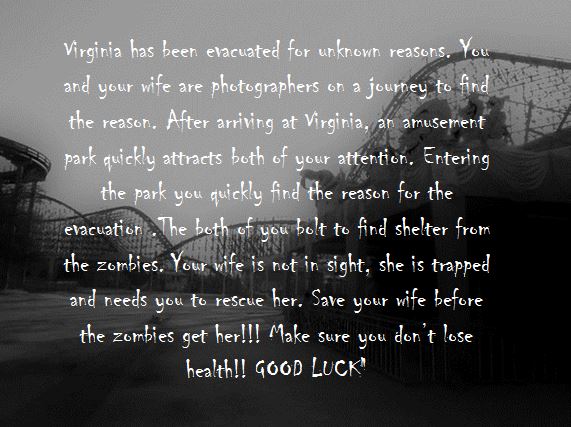 Virginia has been evacuated for unknown reasons. You
and your wife are photographers on a journey to find
the reason. After arriving at Virginia, an amusement
park quickly attracts both of your attention. Entering
the park you quickly find the reason for the
evacuation .The both of you bolt to find shelter from
the zombies. Your wife is not in sight, she is trapped
and needs you to rescue her. Save your wife before
the zombies get her!!! Make sure you don't lose
health!! GOOD LUCK"